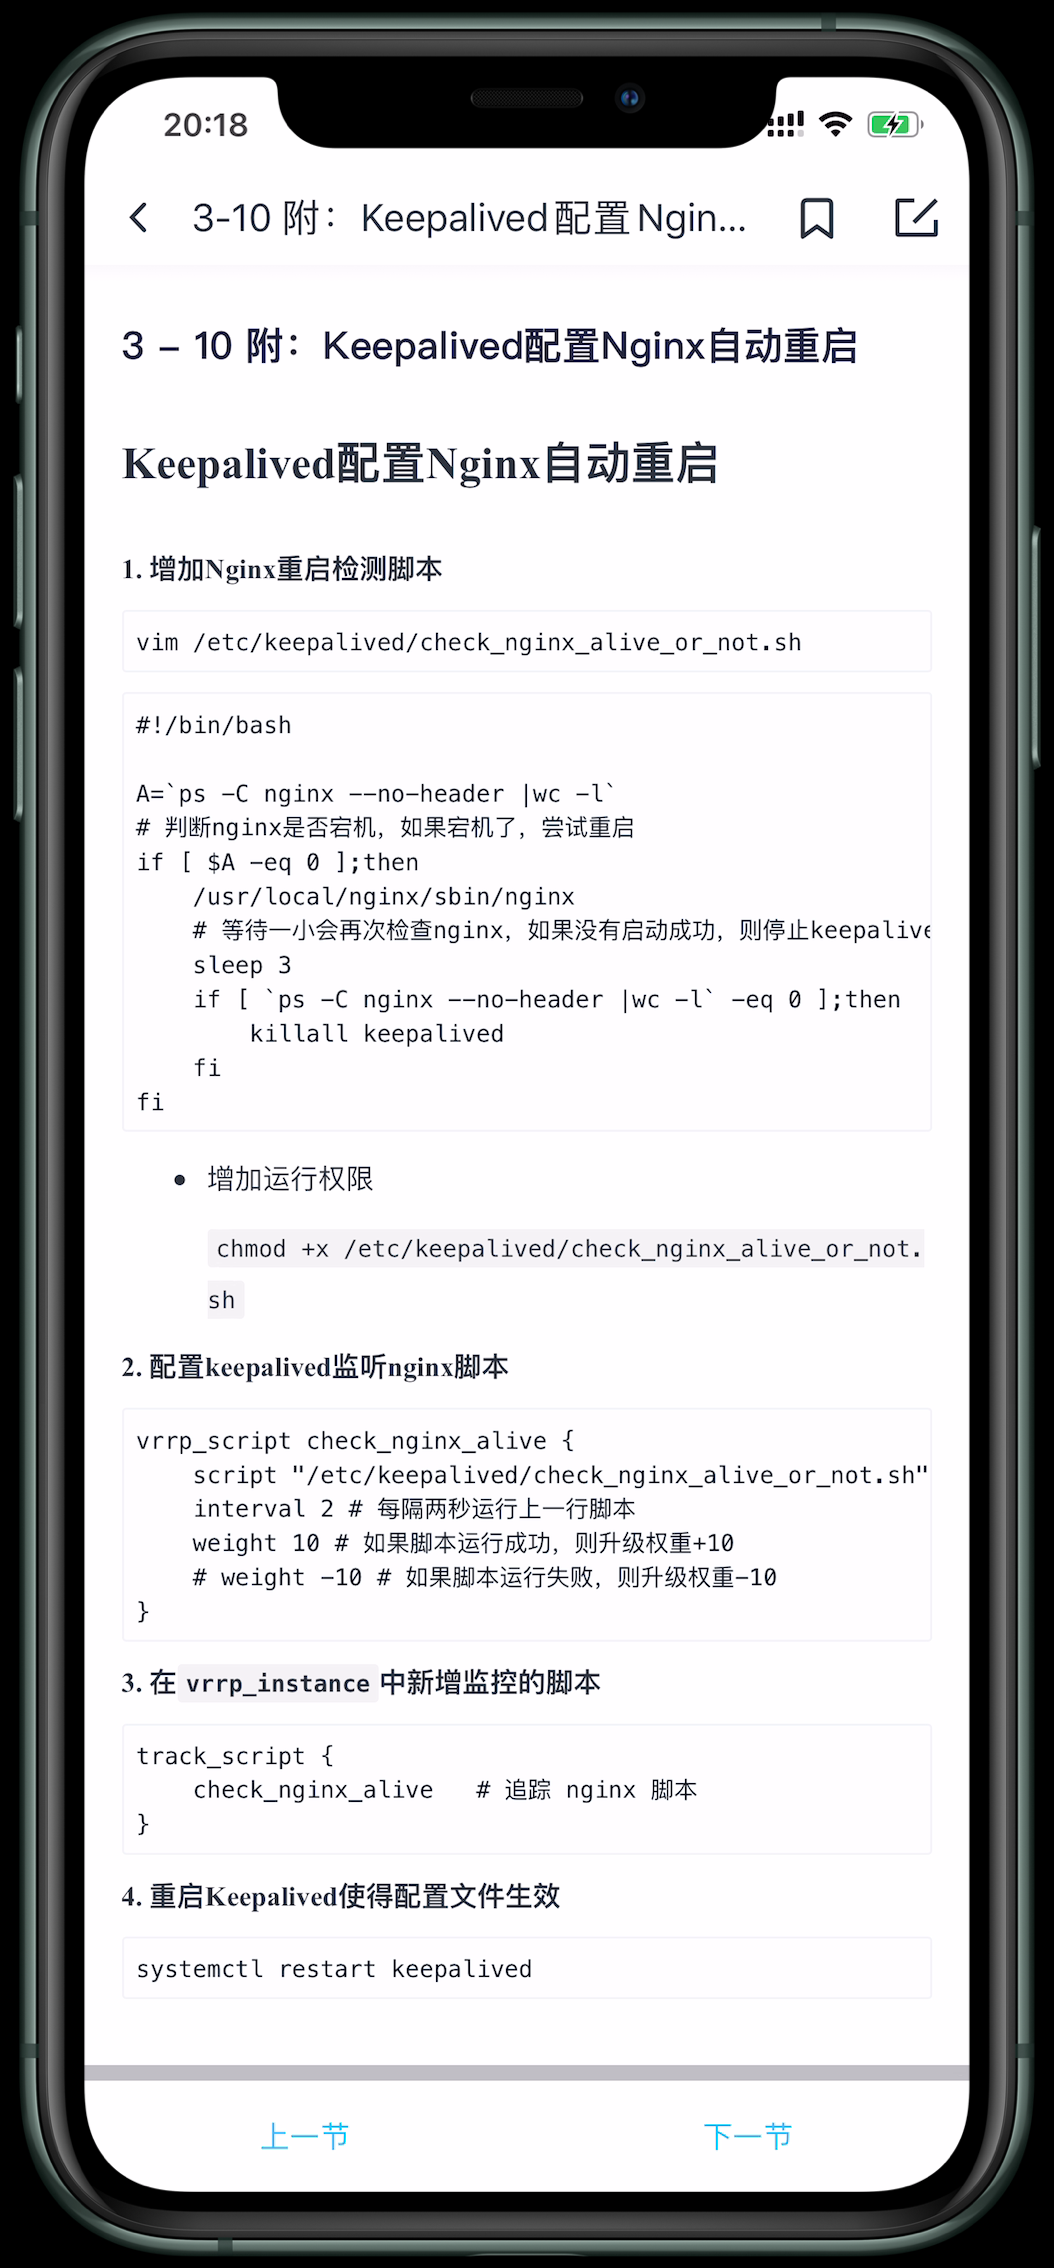 20:18
3-10 附：Keepalived配置Ngin...
3 – 10 附：Keepalived配置Nginx自动重启
Keepalived配置Nginx自动重启
1. 增加Nginx重启检测脚本
vim /etc/keepalived/check_nginx_alive_or_not.sh
#!/bin/bash
A=`ps -C nginx --no-header |wc -l`
# 判断nginx是否宕机，如果宕机了，尝试重启
if [ $A -eq 0 ];then
    /usr/local/nginx/sbin/nginx
    # 等待一小会再次检查nginx，如果没有启动成功，则停止keepalive
    sleep 3
    if [ `ps -C nginx --no-header |wc -l` -eq 0 ];then
        killall keepalived
    fi
fi
• 增加运行权限
chmod +x /etc/keepalived/check_nginx_alive_or_not.
sh
2. 配置keepalived监听nginx脚本
vrrp_script check_nginx_alive {
    script "/etc/keepalived/check_nginx_alive_or_not.sh"
    interval 2 # 每隔两秒运行上一行脚本
    weight 10 # 如果脚本运行成功，则升级权重+10
    # weight -10 # 如果脚本运行失败，则升级权重-10
}
3. 在 vrrp_instance 中新增监控的脚本
track_script {
    check_nginx_alive   # 追踪 nginx 脚本
}
4. 重启Keepalived使得配置文件生效
systemctl restart keepalived
上一节 下一节